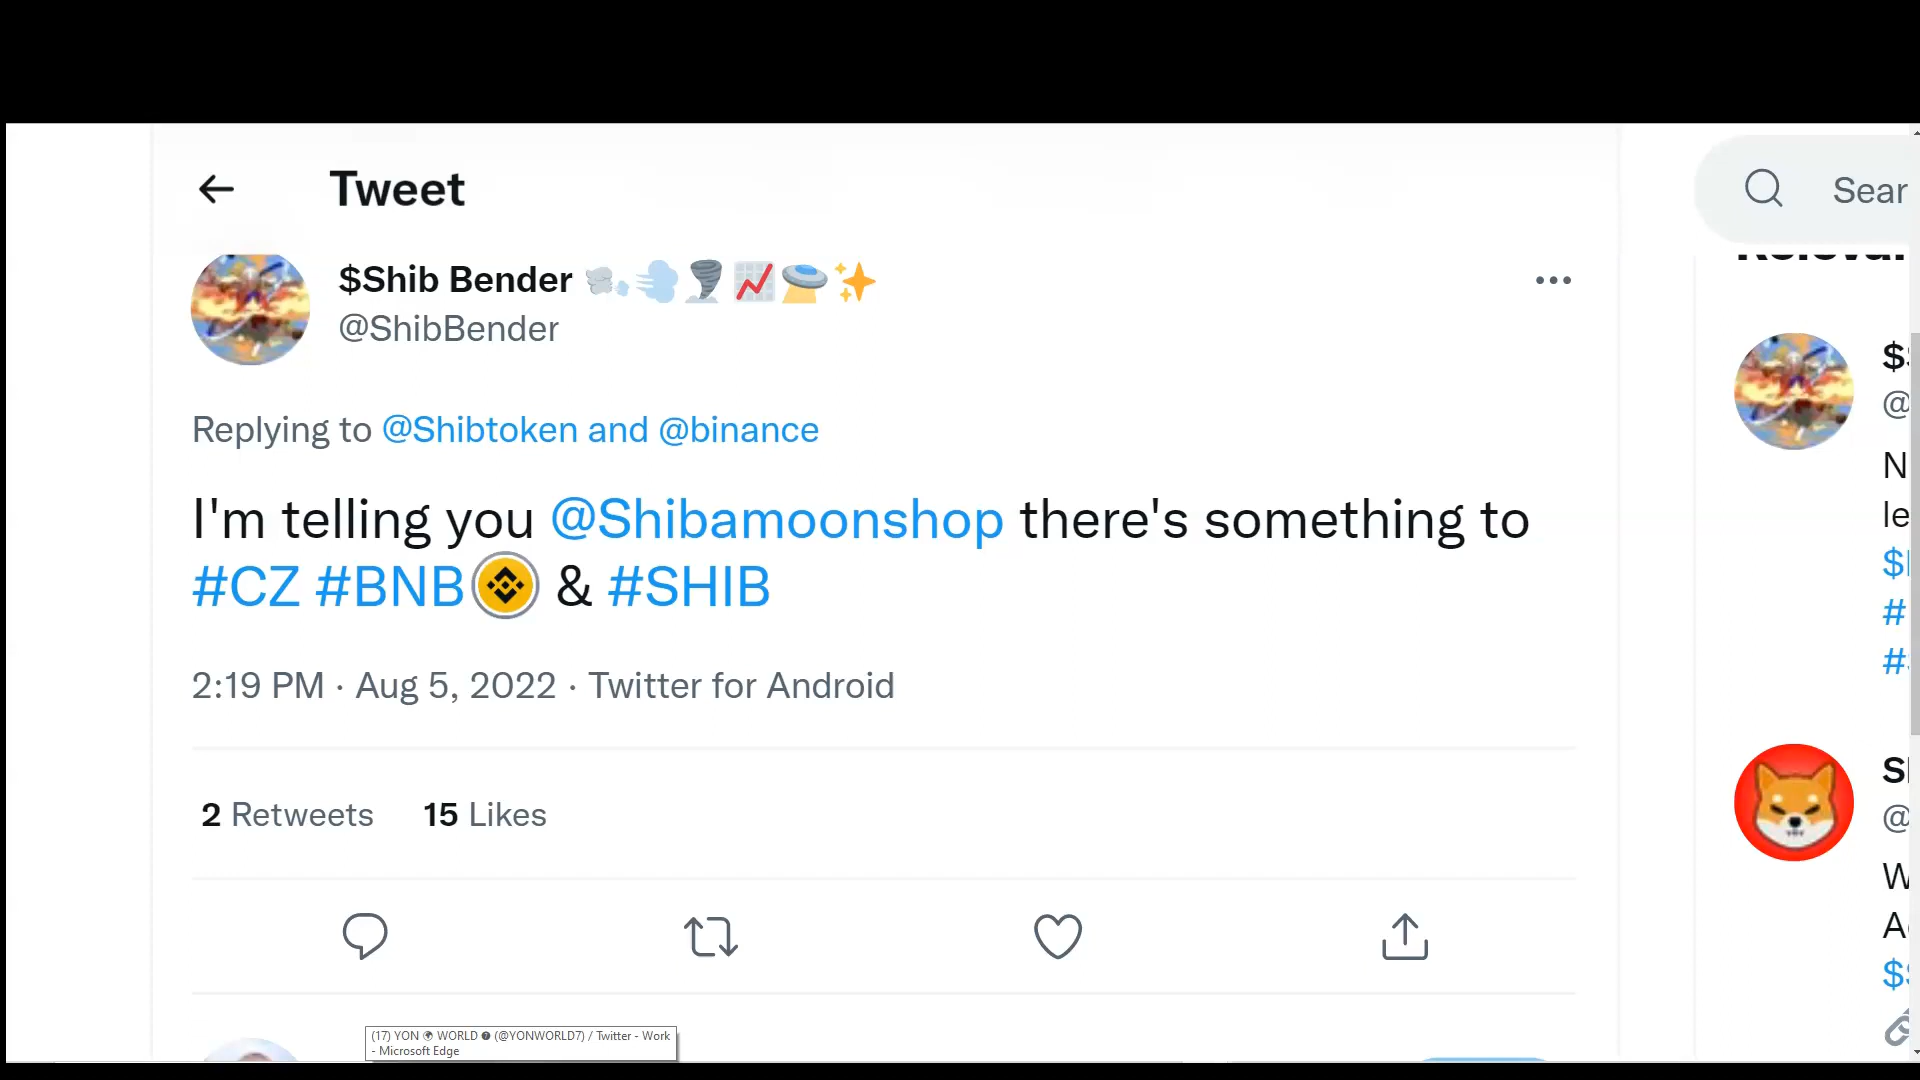 Tweet
Sear
$Shib Bender
@ShibBender
Replying to @Shibtoken and @binance
I'm telling you @Shibamoonshop there's something to
#CZ #BNB & #SHIB
2:19 PM · Aug 5, 2022 · Twitter for Android
2 Retweets 15 Likes
(17) YON WORLD (@YONWORLD7) / Twitter - Work
- Microsoft Edge